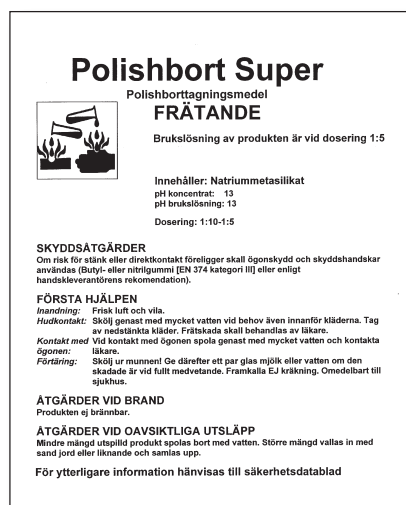 Polishbort Super
Polishborttagningsmedel
FRÄTANDE
Brukslösning av produkten är vid dosering 1:5
Innehåller: Natriummetasilikat
pH koncentrat: 13
pH brukslösning: 13
Dosering: 1:10-1:5
SKYDDSÅTGÄRDER
Om risk för stänk eller direktkontakt föreligger skall ögonskydd och skyddshandskar
användas (Butyl- eller nitrilgummi [EN 374 kategori III] eller enligt
handskleverantörens rekomendation).
FÖRSTA HJÄLPEN
Inandning: Frisk luft och vila.
Hudkontakt: Skölj genast med mycket vatten vid behov även innanför kläderna. Tag
av nedstänkta kläder. Frätskada skall behandlas av läkare.
Kontakt med Vid kontakt med ögonen spola genast med mycket vatten och kontakta
ögonen: läkare.
Förtäring: Skölj ur munnen! Ge därefter ett par glas mjölk eller vatten om den
skadade är vid fullt medvetande. Framkalla EJ kräkning. Omedelbart till
sjukhus.
ÅTGÄRDER VID BRAND
Produkten ej brännbar.
ÅTGÄRDER VID OAVSIKTLIGA UTSLÄPP
Mindre mängd utspilld produkt spolas bort med vatten. Större mängd vallas in med
sand jord eller liknande och samlas upp.
För ytterligare information hänvisas till säkerhetsdatablad